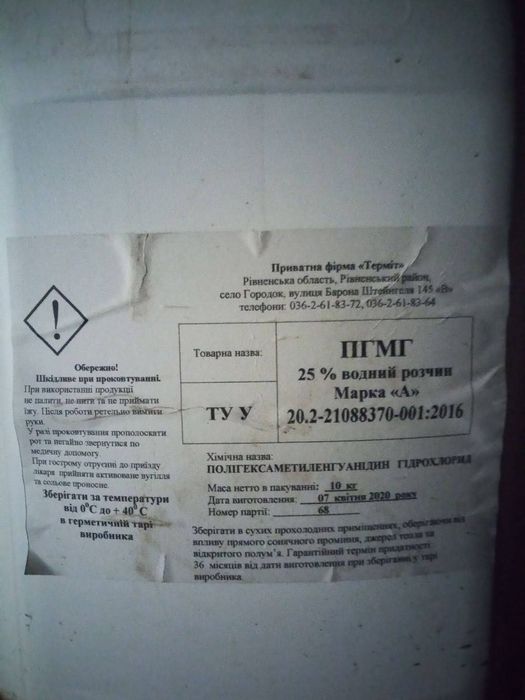 Приватна фірма «Терміт»
Рівненська область, Рівненський район,
село Городок, вулиця Барона Штейнгеля 145 «В»
телефони: 036-2-61-83-72, 036-2-61-83-64
Товарна назва:
ПГМГ
25 % водний розчин
Марка «А»
ТУ У
20.2-21088370-001:2016
Хімічна назва:
ПОЛІГЕКСАМЕТИЛЕНГУАНІДИН ГІДРОХЛОРИД
Маса нетто в пакуванні: 10 кг
Дата виготовлення: 07 квітня 2020 року
Номер партії: 68
Зберігати в сухих прохолодних приміщеннях, оберігаючи від
впливу прямого сонячного проміння, джерел тепла та
відкритого полум'я. Гарантійний термін придатності
36 місяців від дати виготовлення при зберіганні у тарі
виробника
!
Обережно!
Шкідливе при проковтуванні.
При використанні продукції
не палити, не пити та не приймати
їжу. Після роботи ретельно вимити
руки.
У разі проковтування прополоскати
рот та негайно звернутися по
медичну допомогу.
При гострому отруєнні до приїзду
лікаря прийняти активоване вугілля
та сольове проносне.
Зберігати за температури
від 0⁰С до + 40⁰ С
в герметичній тарі
виробника